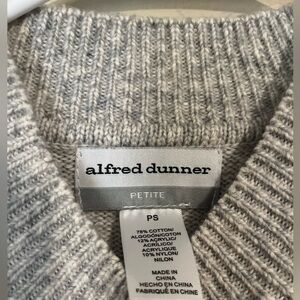 alfred dunner
PETITE
PS
78% COTTON/
ALGODÓN/COTON
12% ACRYLIC/
ACRÍLICO/
ACRYLIQUE
10% NYLON/
NILON
MADE IN
CHINA
HECHO EN CHINA
FABRIQUÉ EN CHINE